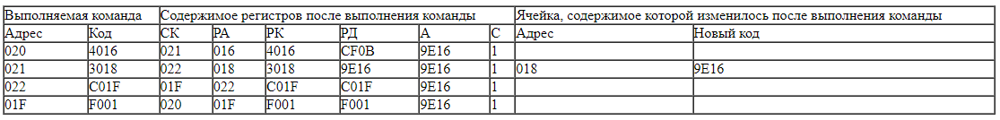 Выполняемая команда Содержимое регистров после выполнения команды Ячейка, содержимое которой изменилось после выполнения команды
Адрес Код СК РА РК РД А С Адрес Новый код
020 4016 021 016 4016 CF0B 9E16 1
021 3018 022 018 3018 9E16 9E16 1 018 9E16
022 C01F 01F 022 C01F C01F 9E16 1
01F F001 020 01F F001 F001 9E16 1